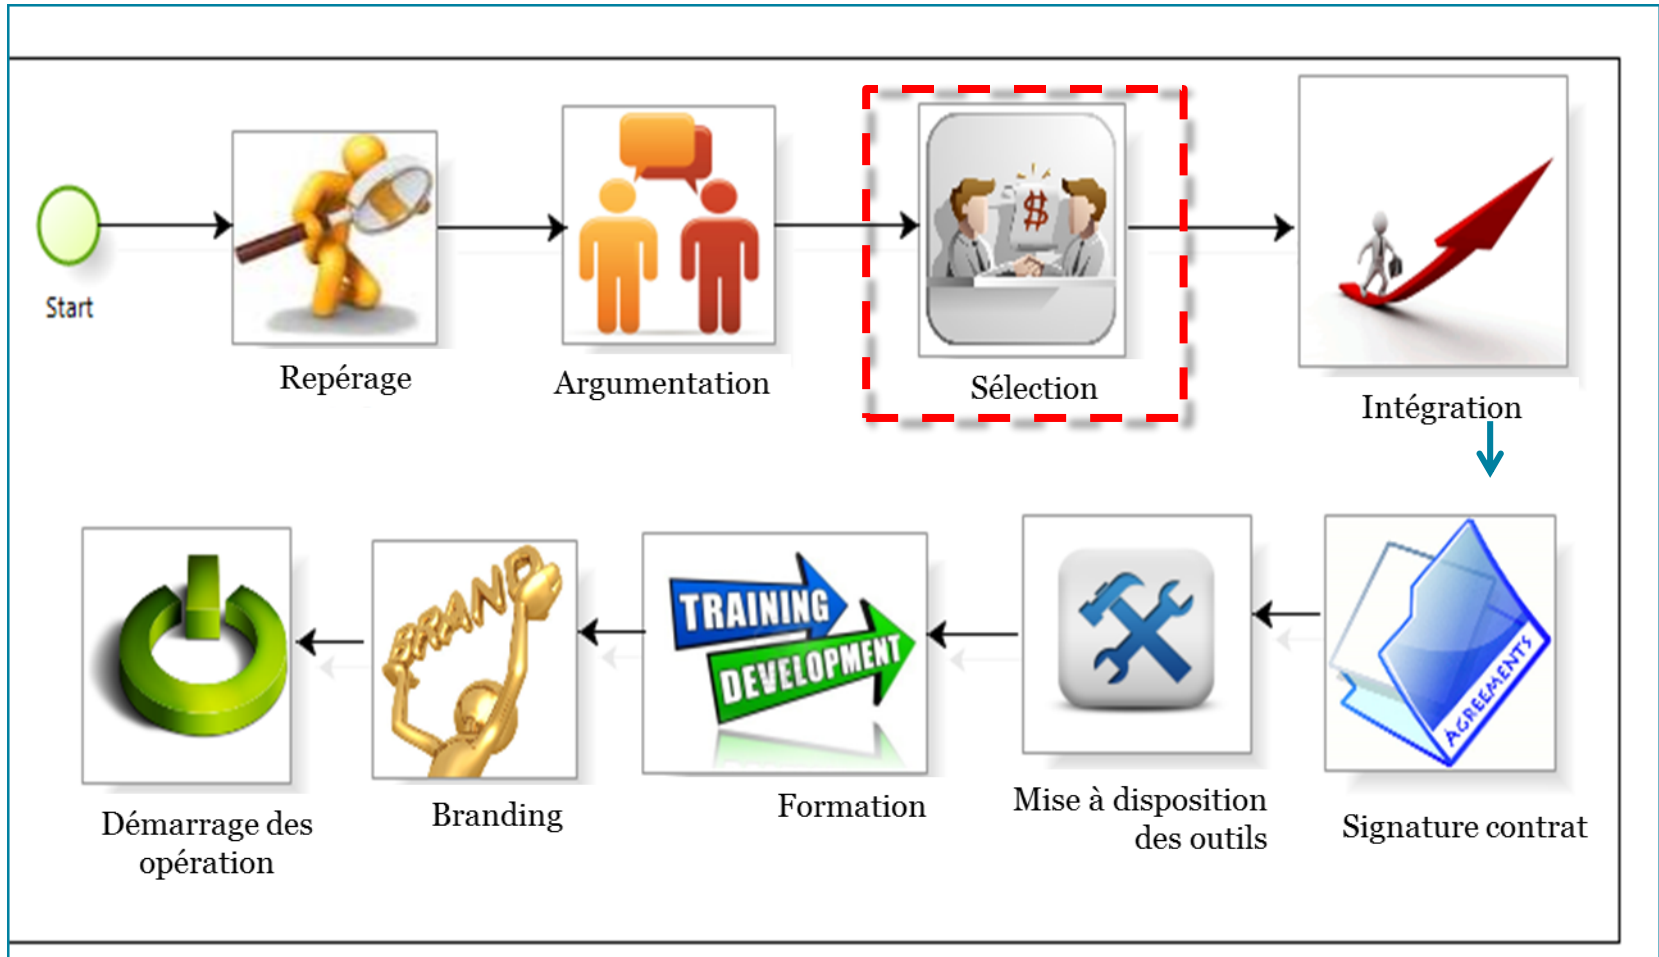 Start
Repérage
Argumentation
$
Sélection
Intégration
BRAND
TRAINING
DEVELOPMENT
AGREEMENTS
Démarrage des
opération
Branding
Formation
Mise à disposition
des outils
Signature contrat